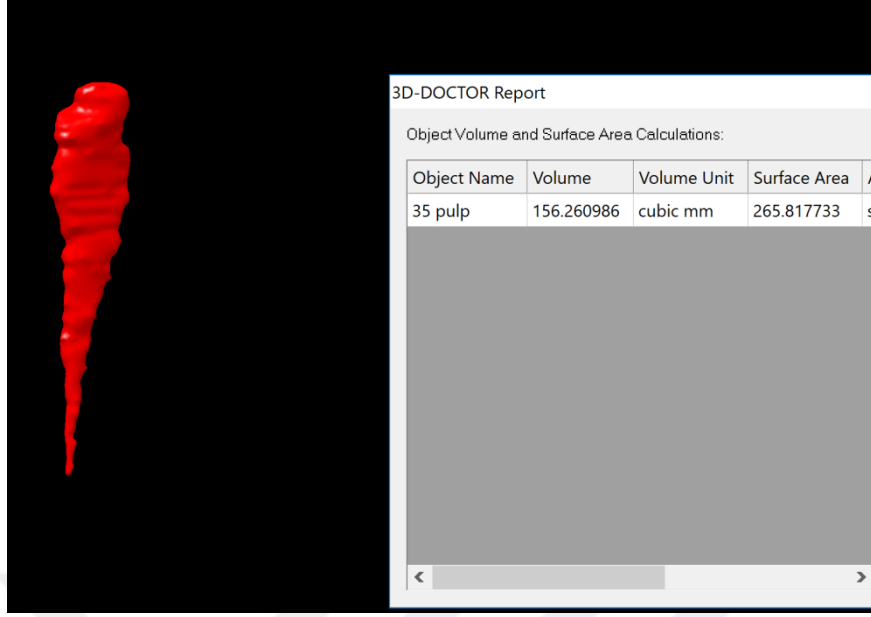 3D-DOCTOR Report
Object Volume and Surface Area Calculations:
Object Name Volume Volume Unit Surface Area
35 pulp 156.260986 cubic mm 265.817733